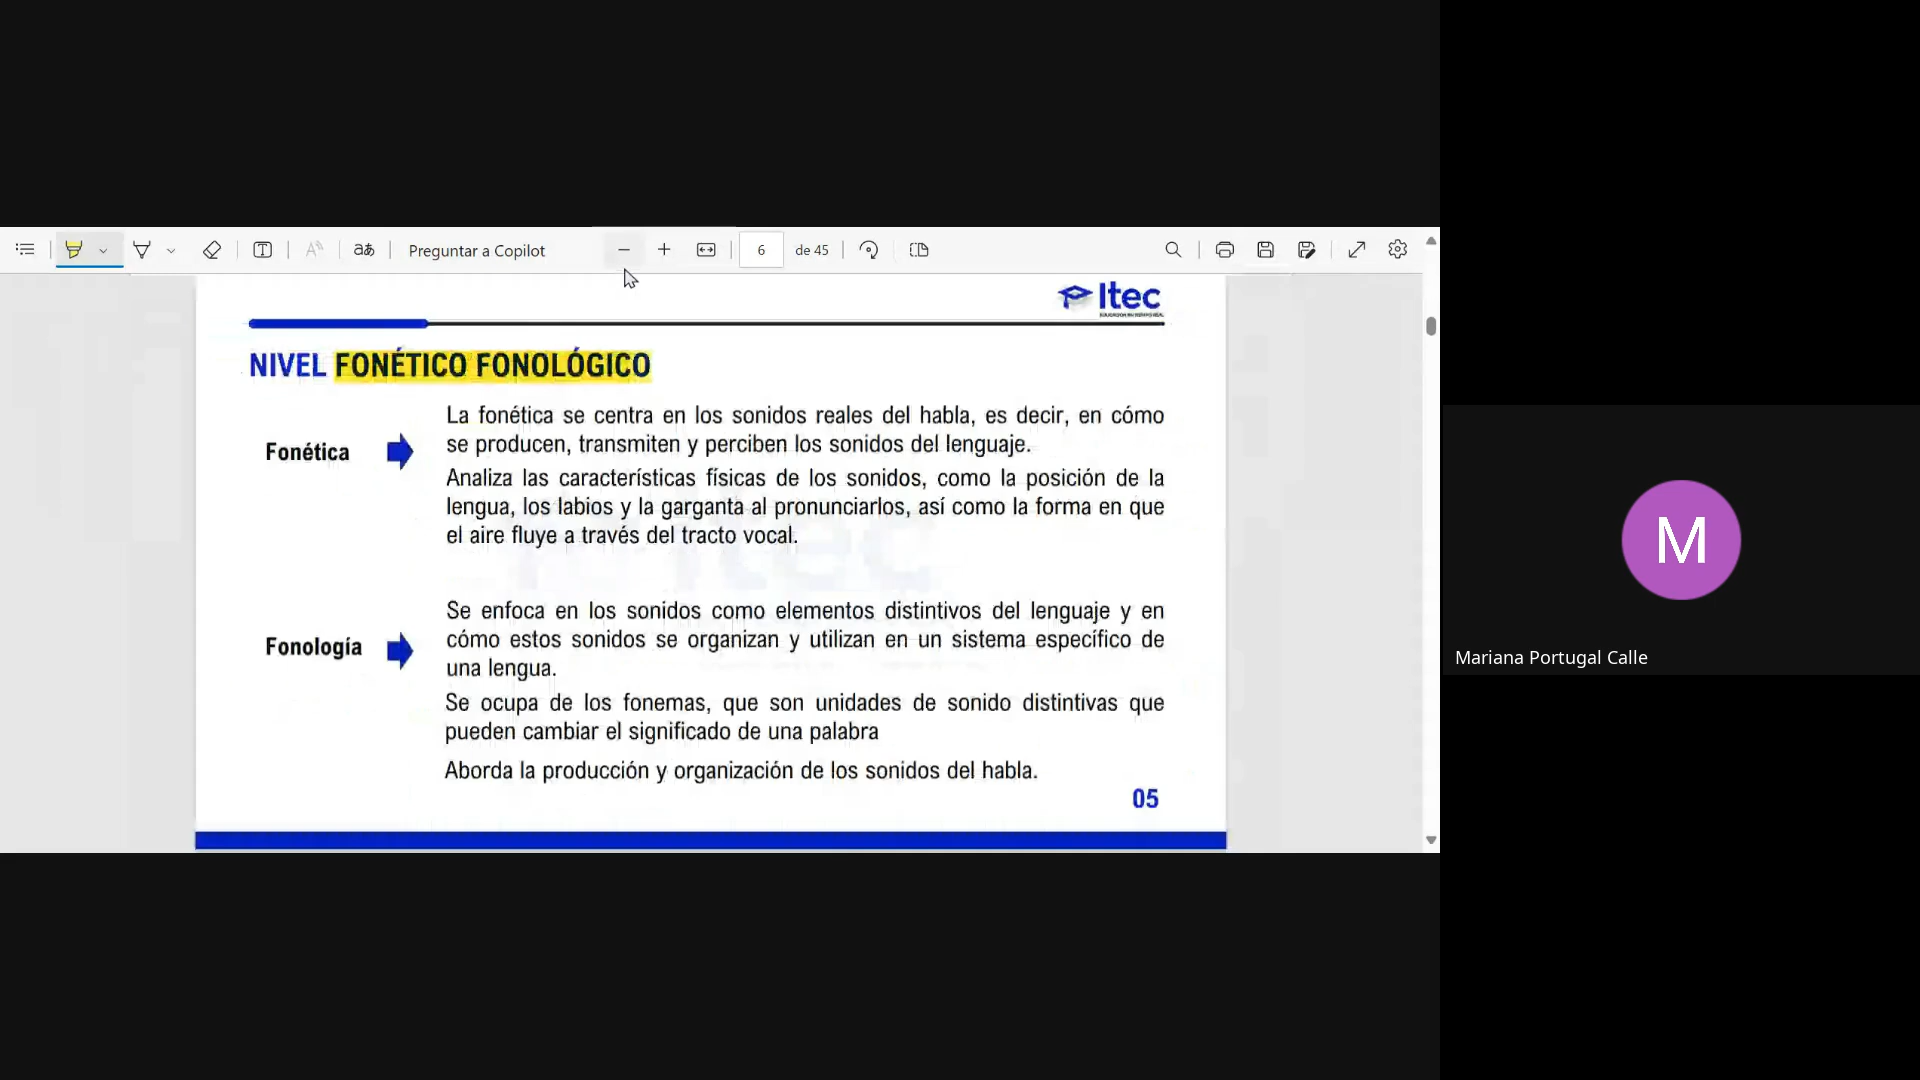 Preguntar a Copilot
6 de 45
Itec
NIVEL FONÉTICO FONOLÓGICO
Fonética
La fonética se centra en los sonidos reales del habla, es decir, en cómo
se producen, transmiten y perciben los sonidos del lenguaje.
Analiza las características físicas de los sonidos, como la posición de la
lengua, los labios y la garganta al pronunciarlos, así como la forma en que
el aire fluye a través del tracto vocal.
Fonología
Se enfoca en los sonidos como elementos distintivos del lenguaje y en
cómo estos sonidos se organizan y utilizan en un sistema específico de
una lengua.
Se ocupa de los fonemas, que son unidades de sonido distintivas que
pueden cambiar el significado de una palabra
Aborda la producción y organización de los sonidos del habla.
05
M
Mariana Portugal Calle